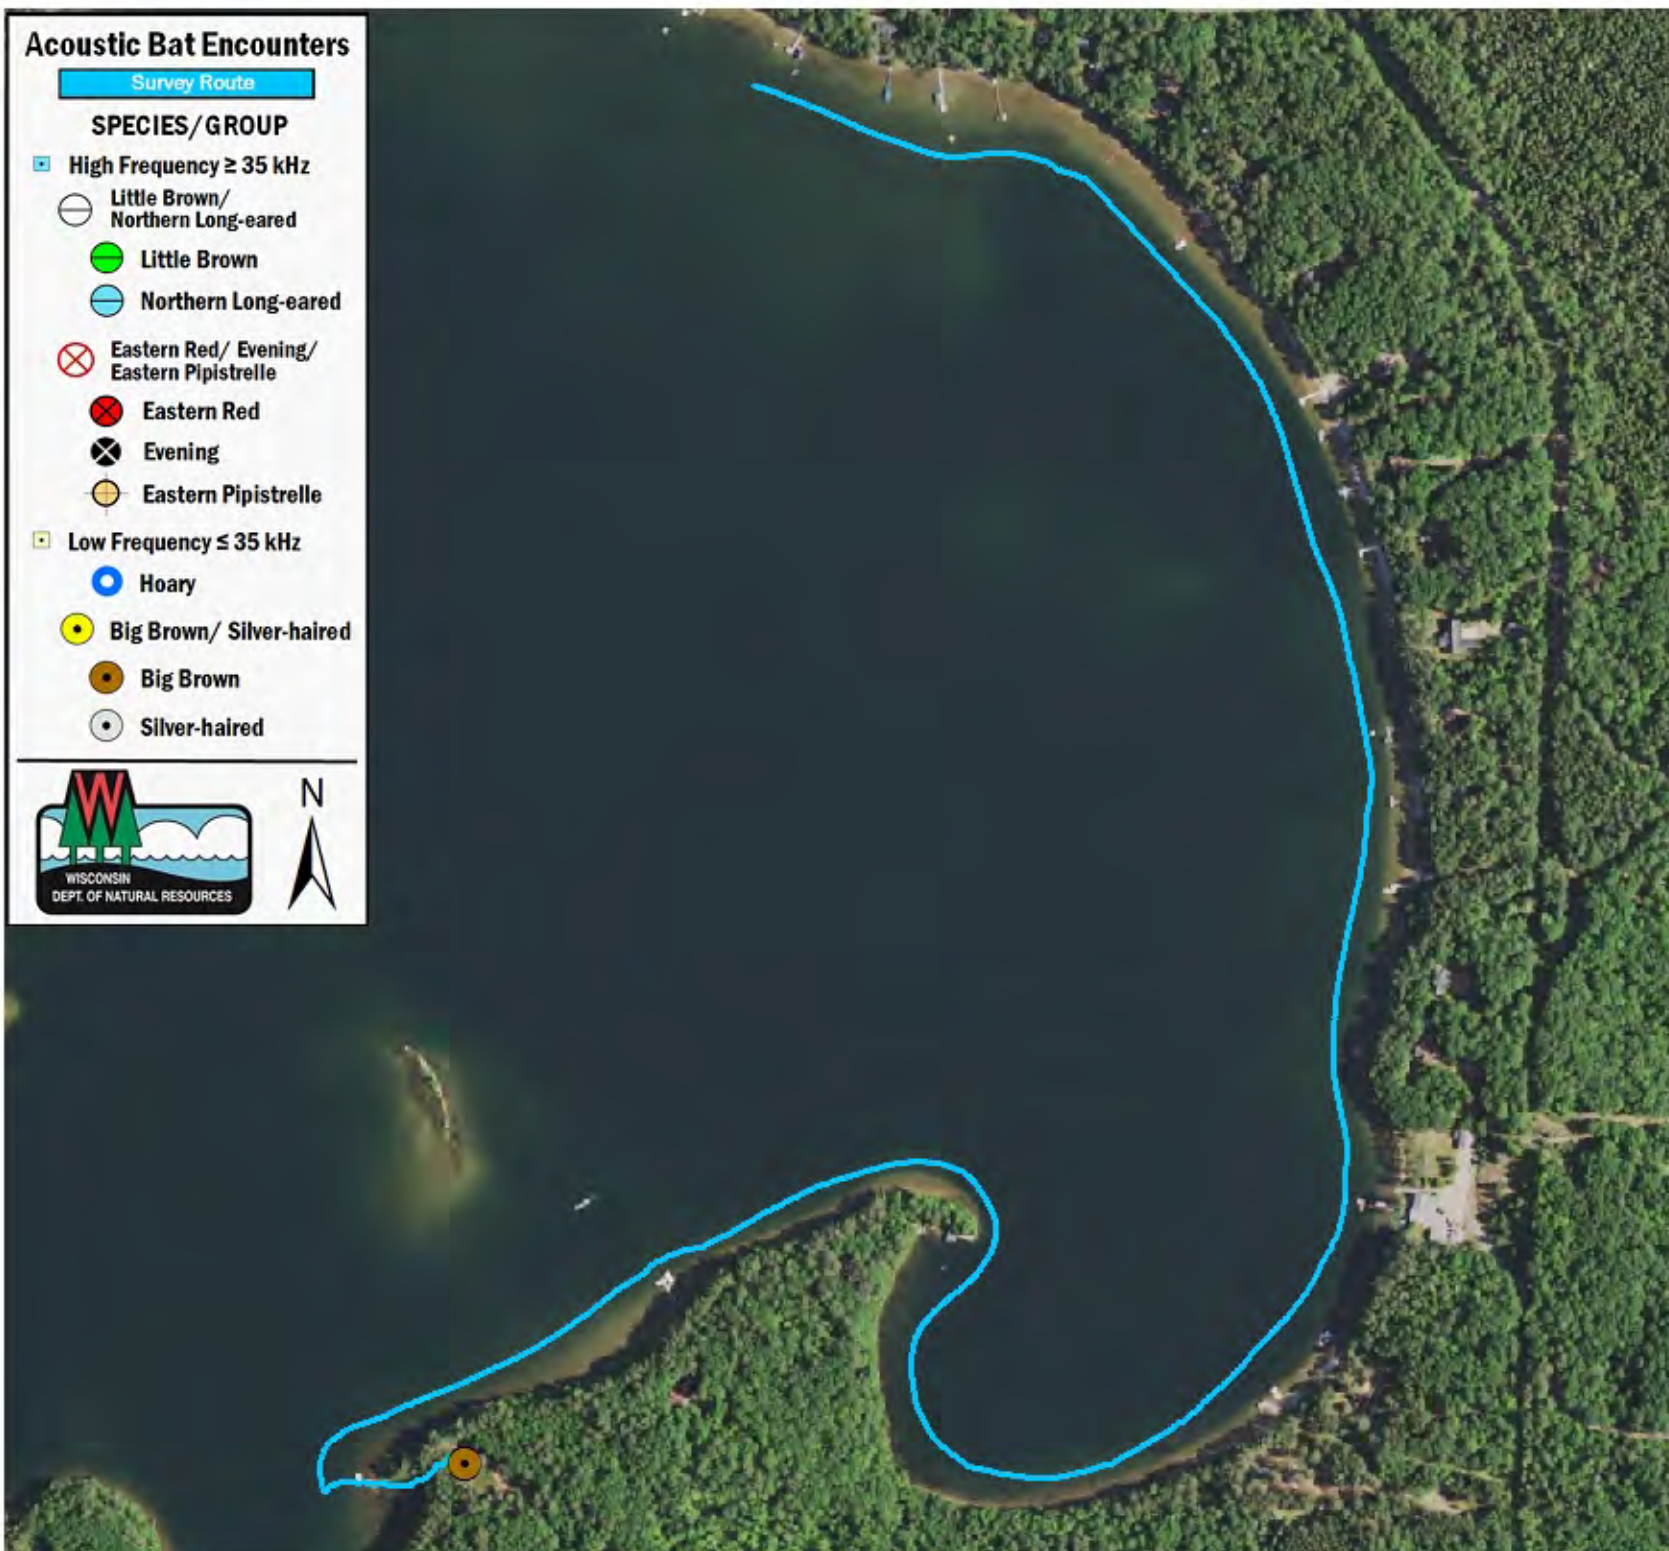 Acoustic Bat Encounters
Survey Route
SPECIES/GROUP
High Frequency ≥ 35 kHz
Little Brown/
Northern Long-eared
Little Brown
Northern Long-eared
Eastern Red/ Evening/
Eastern Pipistrelle
Eastern Red
Evening
Eastern Pipistrelle
Low Frequency ≤ 35 kHz
Hoary
Big Brown/ Silver-haired
Big Brown
Silver-haired
N
W
WISCONSIN
DEPT. OF NATURAL RESOURCES